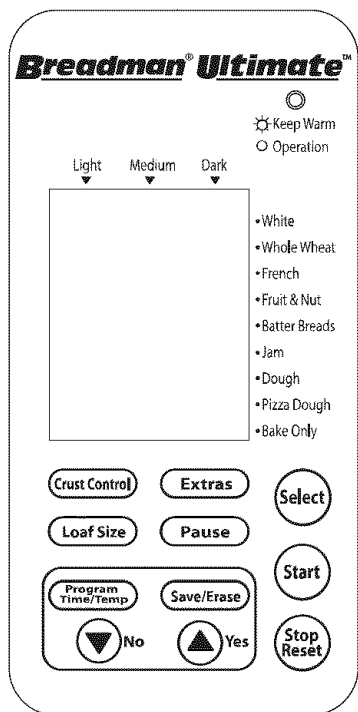 Breadman® Ultimate™
Keep Warm
Operation
Light Medium Dark
•White
•Whole Wheat
•French
•Fruit & Nut
•Batter Breads
•Jam
•Dough
•Pizza Dough
•Bake Only
Crust Control Extras
Select
Loaf Size Pause
Start
Program
Time/Temp
Save/Erase
No Yes
Stop
Reset